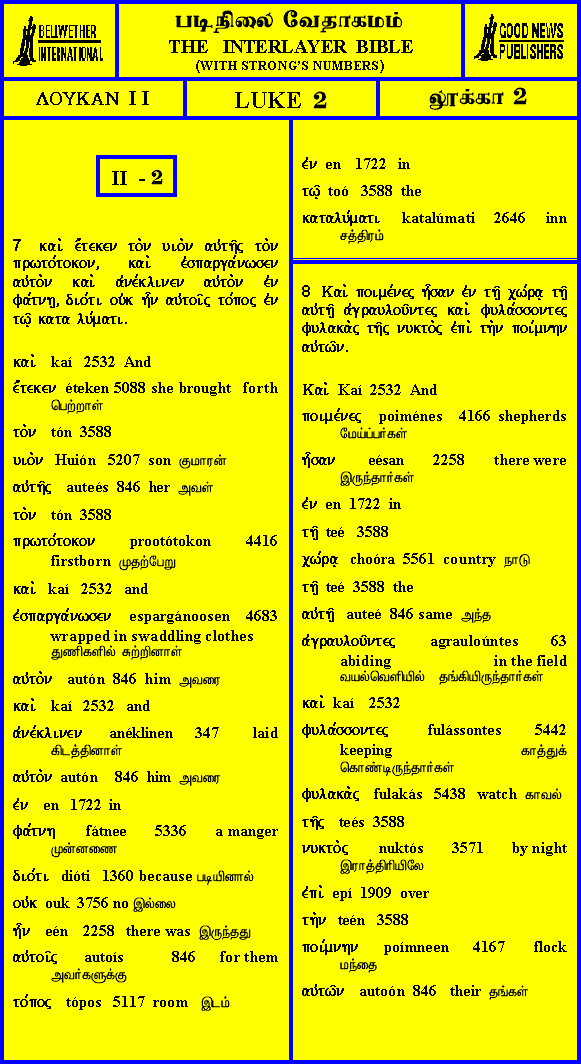 BELLWETHER
INTERNATIONAL
படிநிலை வேதாகமம்
THE INTERLAYER BIBLE
(WITH STRONG'S NUMBERS)
GOOD NEWS
PUBLISHERS
ΛΟΥΚΑΝ II
LUKE 2
லூக்கா 2
II - 2
7 καὶ ἔτεκεν τὸν υιὸν αὐτῆς τὸν
πρωτότοκον, καὶ ἐσπαργάνωσεν
αὐτὸν καὶ ἀνέκλινεν αὐτὸν ἐν
φάτνῃ, διότι οὐκ ἦν αὐτοῖς τόπος ἐν
τῷ κατα λύματι.
καὶ kaí 2532 And
ἔτεκεν éteken 5088 she brought forth
பெற்றாள்
τὸν tón 3588
υιὸν Huión 5207 son குமாரன்
αὐτῆς auteés 846 her அவள்
τὸν tón 3588
πρωτότοκον prootótokon 4416
firstborn முதற்பேறு
καὶ kaí 2532 and
ἐσπαργάνωσεν espargánoosen 4683
wrapped in swaddling clothes
துணிகளில் சுற்றினாள்
αὐτὸν autón 846 him அவரை
καὶ kaí 2532 and
ἀνέκλινεν anéklinen 347 laid
கிடத்தினாள்
αὐτὸν autón 846 him அவரை
ἐν en 1722 in
φάτνη fátnee 5336 a manger
முன்னணை
διότι dióti 1360 because படியினால்
οὐκ ouk 3756 no இல்லை
ἦν eén 2258 there was இருந்தது
αὐτοῖς autoís 846 for them
அவர்களுக்கு
τόπος tópos 5117 room இடம்
ἐν en 1722 in
τῷ toó 3588 the
καταλύματι katalúmati 2646 inn
சத்திரம்
8 Καὶ ποιμένες ἦσαν ἐν τῇ χώρᾳ τῇ
αὐτῇ ἀγραυλοῦντες καὶ φυλάσσοντες
φυλακὰς τῆς νυκτὸς ἐπὶ τὴν ποίμνην
αὐτῶν.
Καὶ Kaí 2532 And
ποιμένες poiménes 4166 shepherds
மேய்ப்பர்கள்
ἦσαν eésan 2258 there were
இருந்தார்கள்
ἐν en 1722 in
τῇ teé 3588
χώρᾳ choóra 5561 country நாடு
τῇ teé 3588 the
αὐτῇ auteé 846 same அந்த
ἀγραυλοῦντες agrauloúntes 63
abiding in the field
வயல்வெளியில் தங்கியிருந்தார்கள்
καὶ kaí 2532
φυλάσσοντες fulássontes 5442
keeping காத்துக்
கொண்டிருந்தார்கள்
φυλακὰς fulakás 5438 watch காவல்
τῆς teés 3588
νυκτὸς nuktós 3571 by night
இராத்திரியிலே
ἐπὶ epí 1909 over
τὴν teén 3588
ποίμνην poímneen 4167 flock
மந்தை
αὐτῶν autoón 846 their தங்கள்